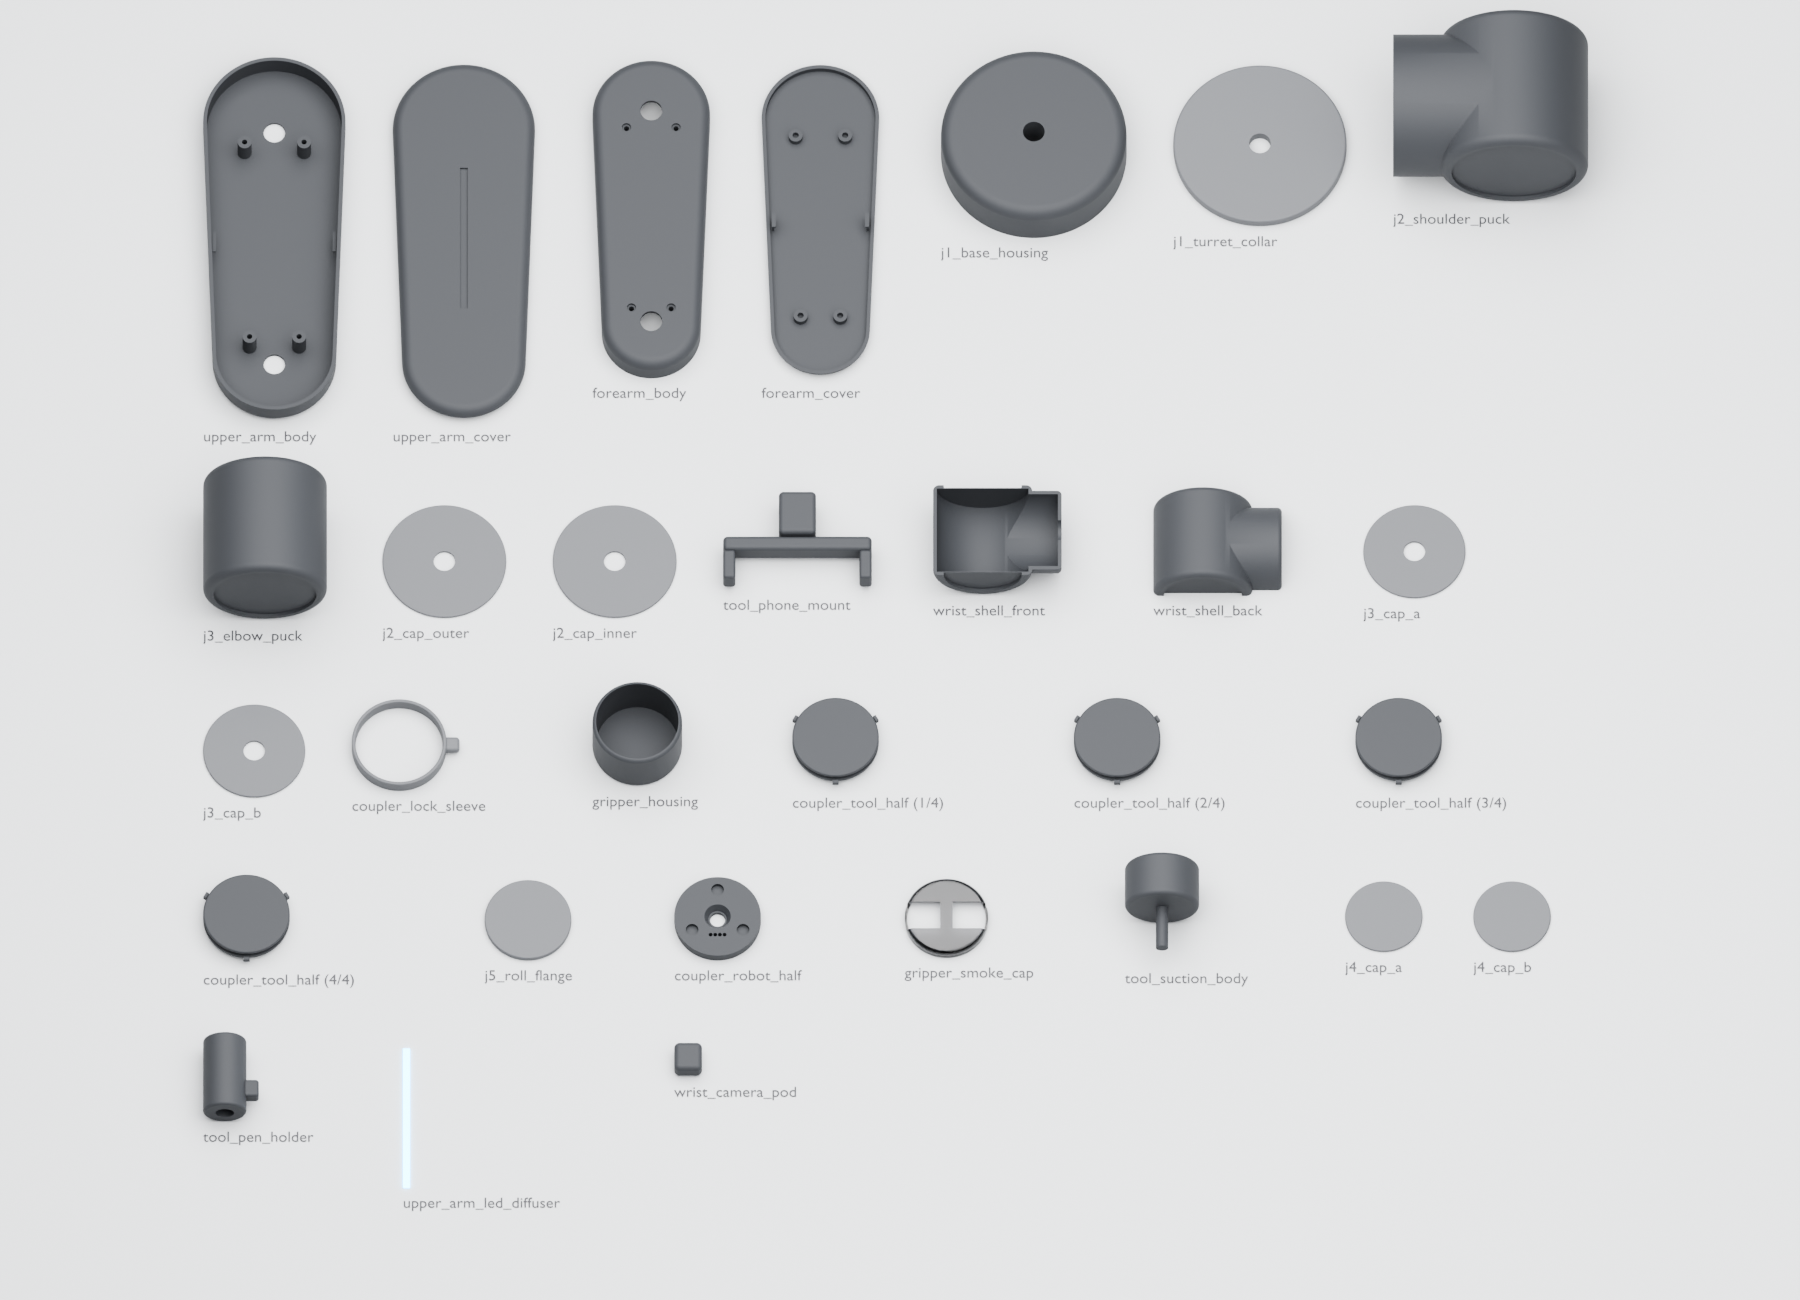 j2_shoulder_puck
j1_base_housing
j1_turret_collar
forearm_body
forearm_cover
upper_arm_body
upper_arm_cover
j3_elbow_puck
j2_cap_outer
j2_cap_inner
tool_phone_mount
wrist_shell_front
wrist_shell_back
j3_cap_a
j3_cap_b
coupler_lock_sleeve
gripper_housing
coupler_tool_half (1/4)
coupler_tool_half (2/4)
coupler_tool_half (3/4)
coupler_tool_half (4/4)
j5_roll_flange
coupler_robot_half
gripper_smoke_cap
tool_suction_body
j4_cap_a
j4_cap_b
tool_pen_holder
upper_arm_led_diffuser
wrist_camera_pod